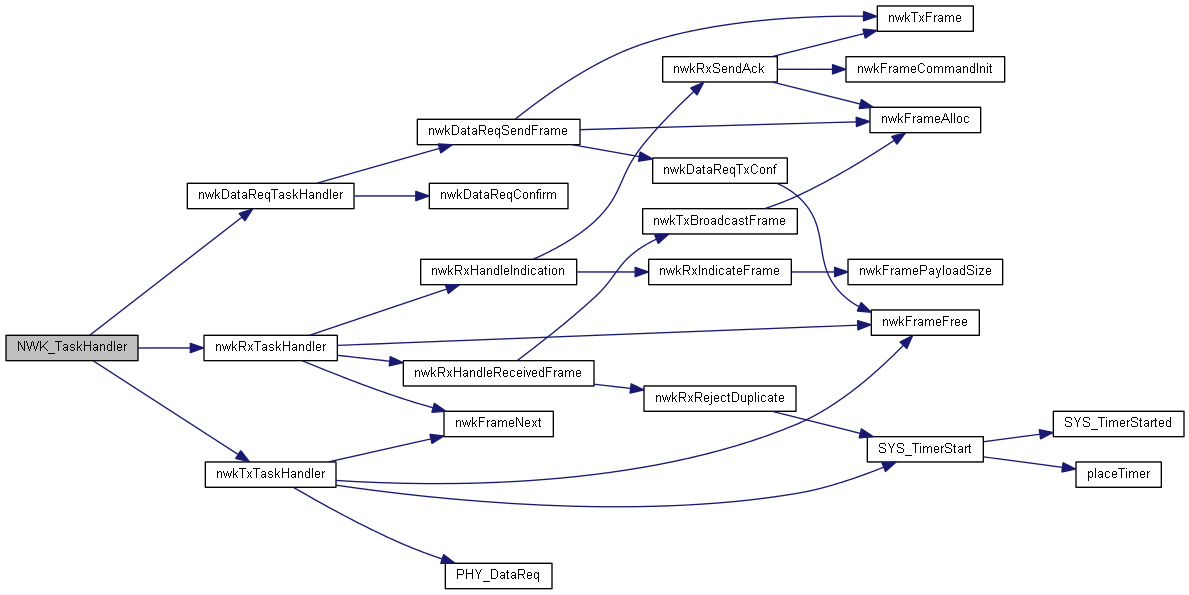 nwkTxFrame
nwkRxSendAck
nwkFrameCommandInit
nwkFrameAlloc
nwkDataReqSendFrame
nwkDataReqTxConf
nwkDataReqTaskHandler
nwkDataReqConfirm
nwkTxBroadcastFrame
nwkRxHandleIndication
nwkRxIndicateFrame
nwkFramePayloadSize
nwkFrameFree
NWK_TaskHandler
nwkRxTaskHandler
nwkRxHandleReceivedFrame
nwkRxRejectDuplicate
nwkFrameNext
SYS_TimerStarted
SYS_TimerStart
nwkTxTaskHandler
placeTimer
PHY_DataReq